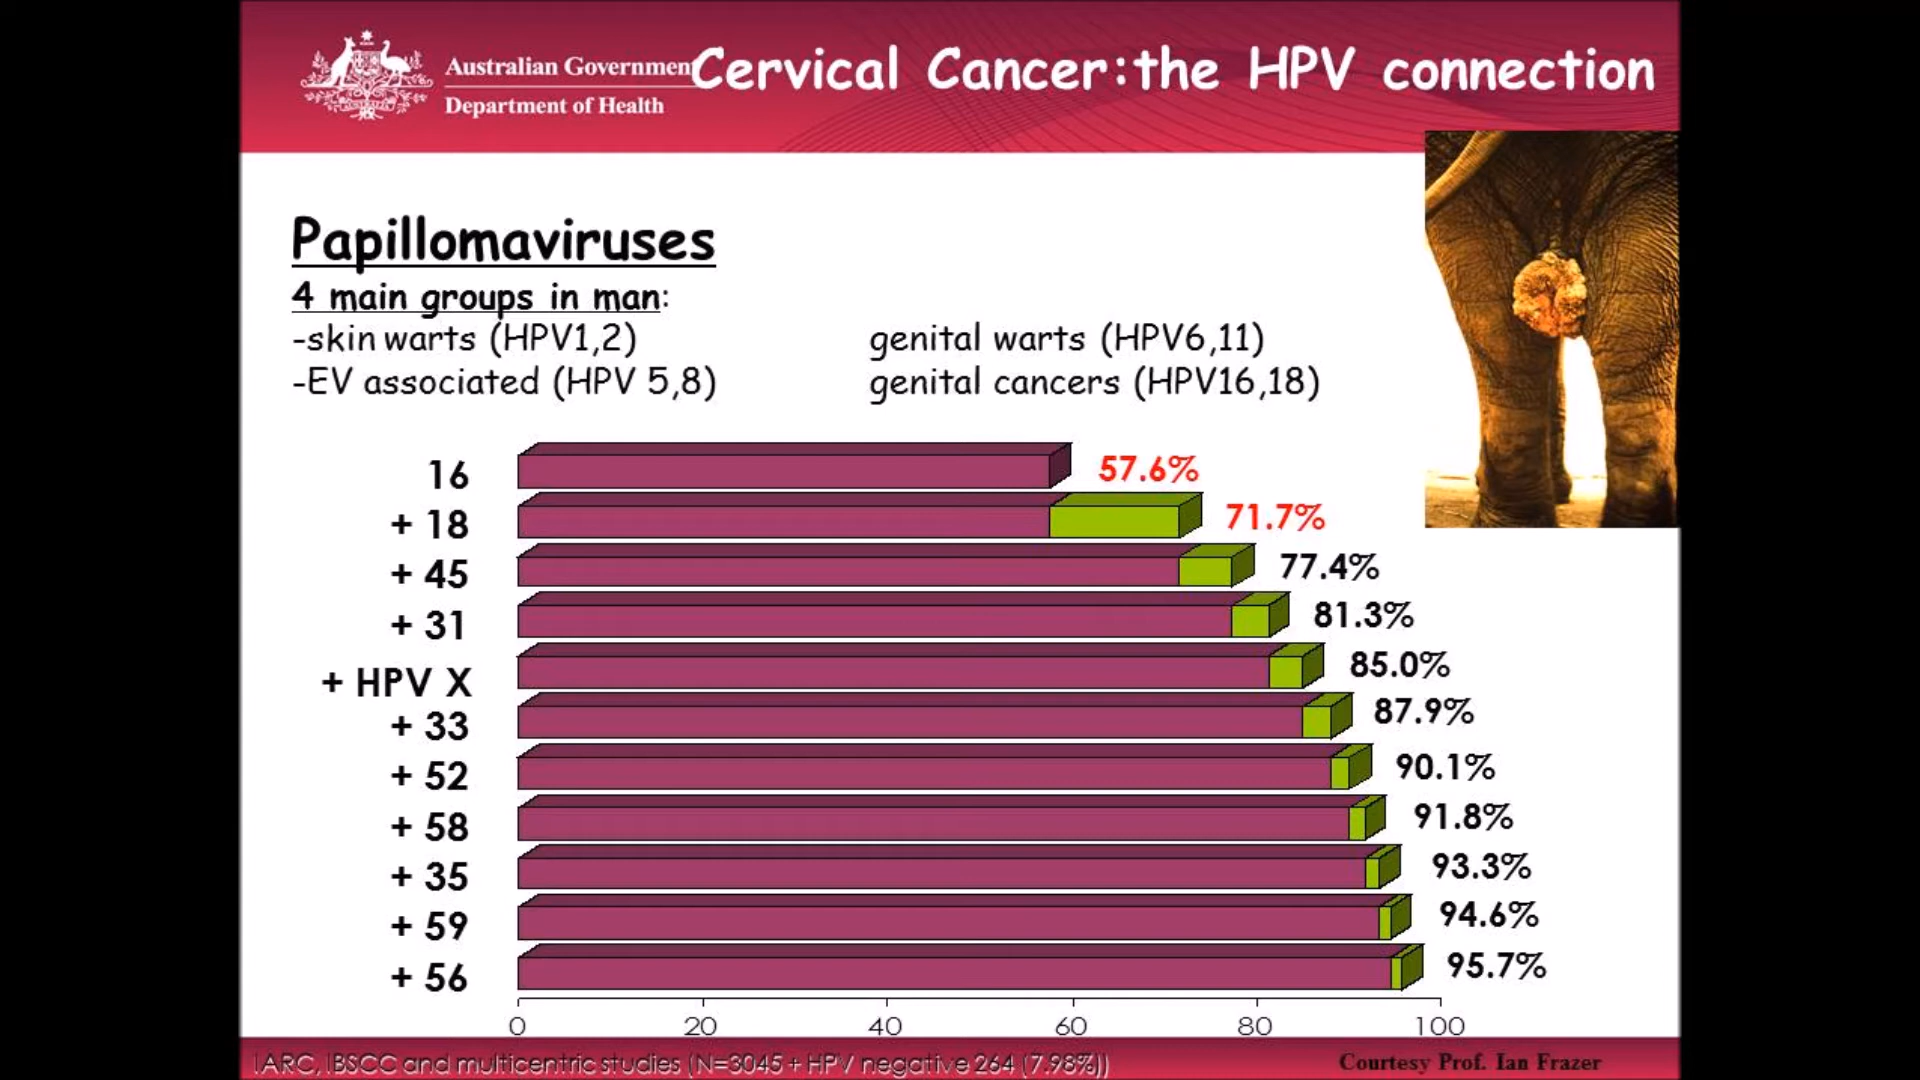 Australian Government
Department of Health
Cervical Cancer:the HPV connection
Papillomaviruses
4 main groups in man:
-skin warts (HPV1,2)
genital warts (HPV6,11)
-EV associated (HPV 5,8)
genital cancers (HPV16,18)
16 57.6%
+ 18 71.7%
+ 45 77.4%
+ 31 81.3%
+ HPV X 85.0%
+ 33 87.9%
+ 52 90.1%
+ 58 91.8%
+ 35 93.3%
+ 59 94.6%
+ 56 95.7%
0 20 40 60 80 100
IARC, IBSCC and multicentric studies (N=3045 + HPV negative 264 (7.98%))
Courtesy Prof. Ian Frazer